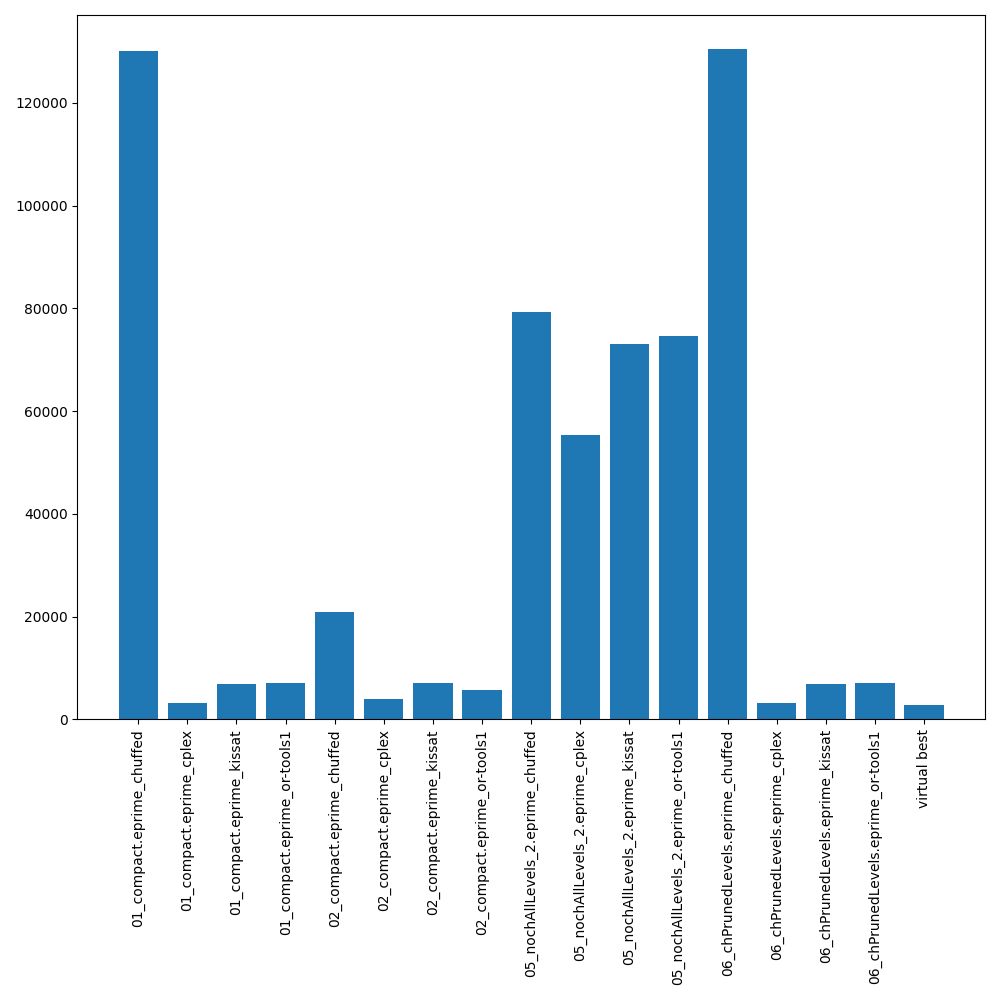 120000
100000
80000
60000
40000
20000
0
01_compact.eprime_chuffed
01_compact.eprime_cplex
01_compact.eprime_kissat
01_compact.eprime_or-tools1
02_compact.eprime_chuffed
02_compact.eprime_cplex
02_compact.eprime_kissat
02_compact.eprime_or-tools1
05_nochAllLevels_2.eprime_chuffed
05_nochAllLevels_2.eprime_cplex
05_nochAllLevels_2.eprime_kissat
05_nochAllLevels_2.eprime_or-tools1
06_chPrunedLevels.eprime_chuffed
06_chPrunedLevels.eprime_cplex
06_chPrunedLevels.eprime_kissat
06_chPrunedLevels.eprime_or-tools1
virtual best